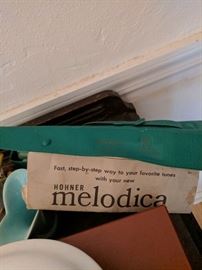 Fast, step-by-step way to your favorite tunes
with your new
HOHNER
melodica